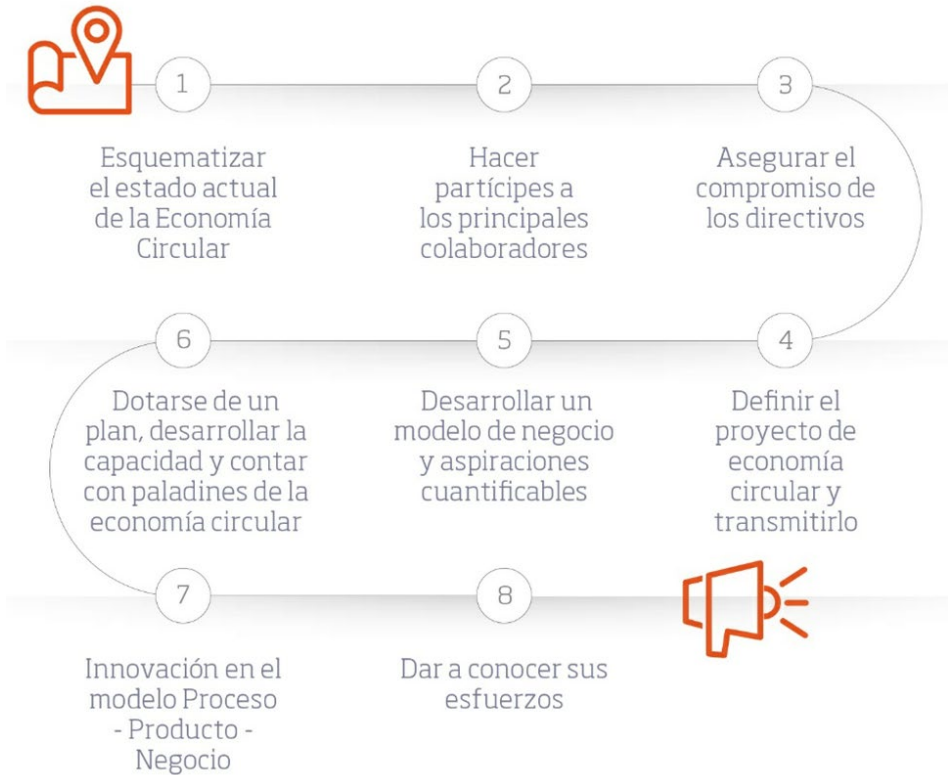 1
Esquematizar
el estado actual
de la Economía
Circular
2
Hacer
partícipes a
los principales
colaboradores
3
Asegurar el
compromiso de
los directivos
4
Definir el
proyecto de
economía
circular y
transmitirlo
5
Desarrollar un
modelo de negocio
y aspiraciones
cuantificables
6
Dotarse de un
plan, desarrollar la
capacidad y contar
con paladines de la
economía circular
7
Innovación en el
modelo Proceso
- Producto -
Negocio
8
Dar a conocer sus
esfuerzos